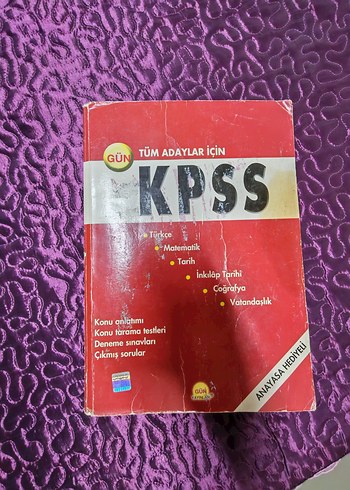 GÜN
TÜM ADAYLAR İÇİN
KPSS
Türkçe
Matematik
Tarih
İnkılâp Tarihi
Coğrafya
Vatandaşlık
Konu anlatımı
Konu tarama testleri
Deneme sınavları
Çıkmış sorular
ANAYASA HEDİYELİ
GÜN